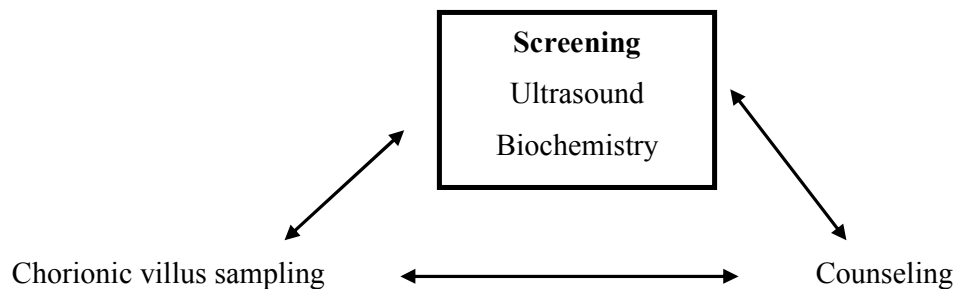 Screening
Ultrasound
Biochemistry
Chorionic villus sampling
Counseling